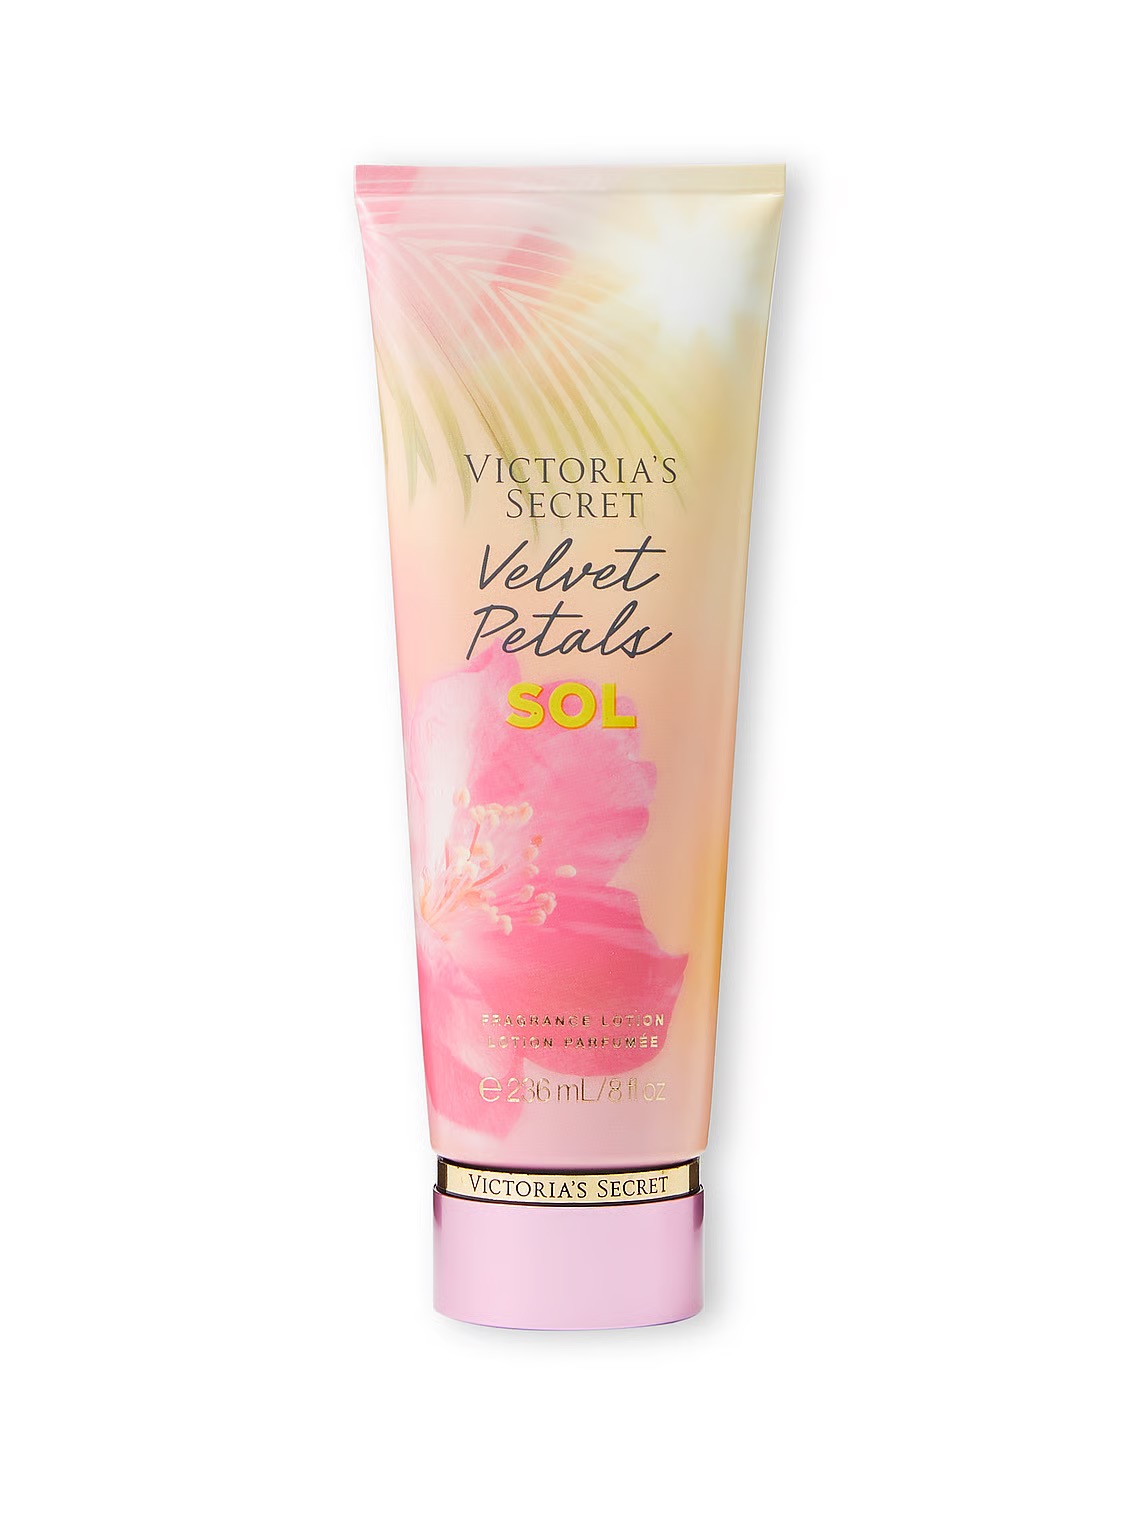 VICTORIA'S
SECRET
Velvet
Petals
SOL
FRAGRANCE LOTION
LOTION PARFUMÉE
℮ 236 mL/8 fl oz
VICTORIA'S SECRET